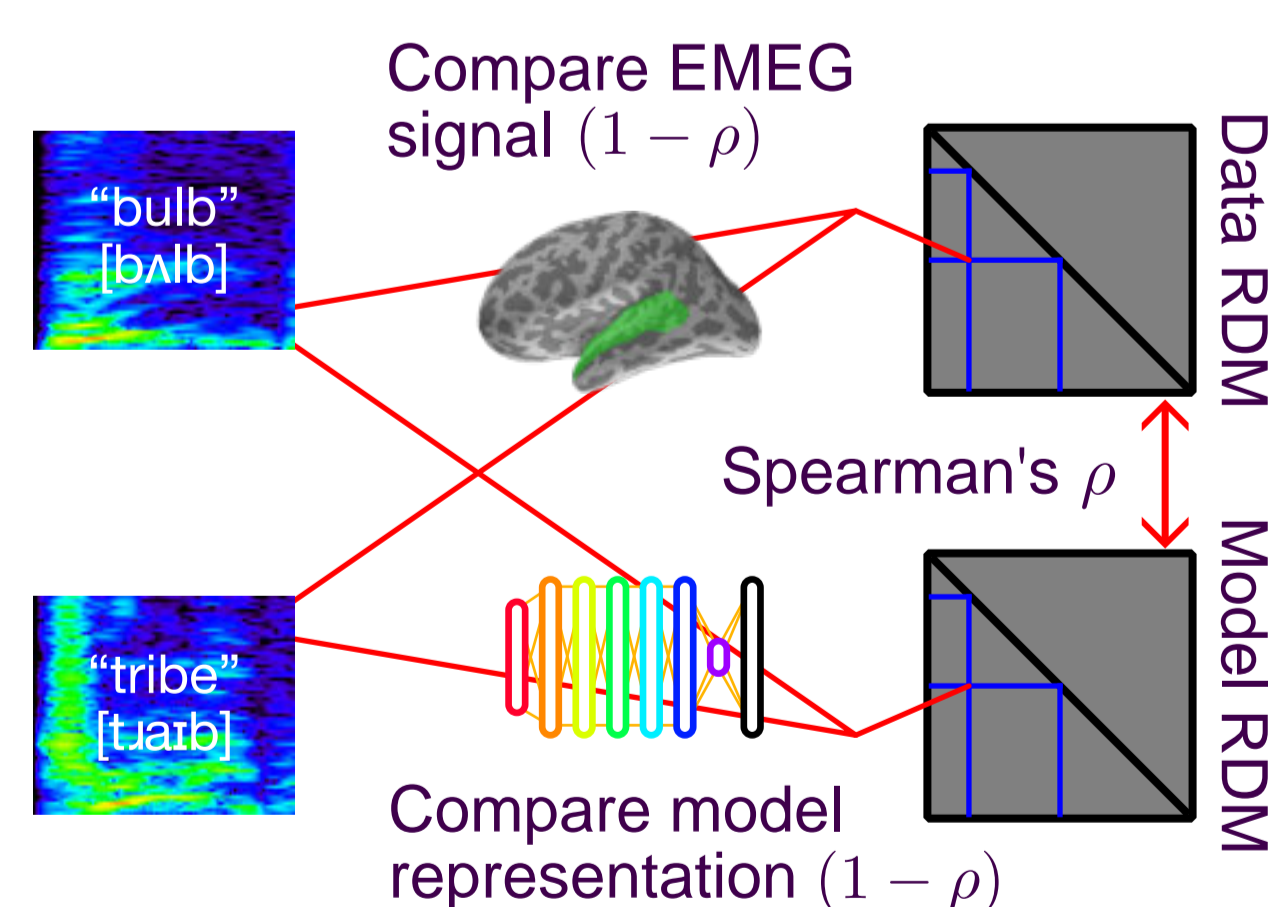 Compare EMEG
signal (1 − ρ)
“bulb”
[bʌlb]
Data RDM
Spearman's ρ
“tribe”
[tɹaɪb]
Model RDM
Compare model
representation (1 − ρ)